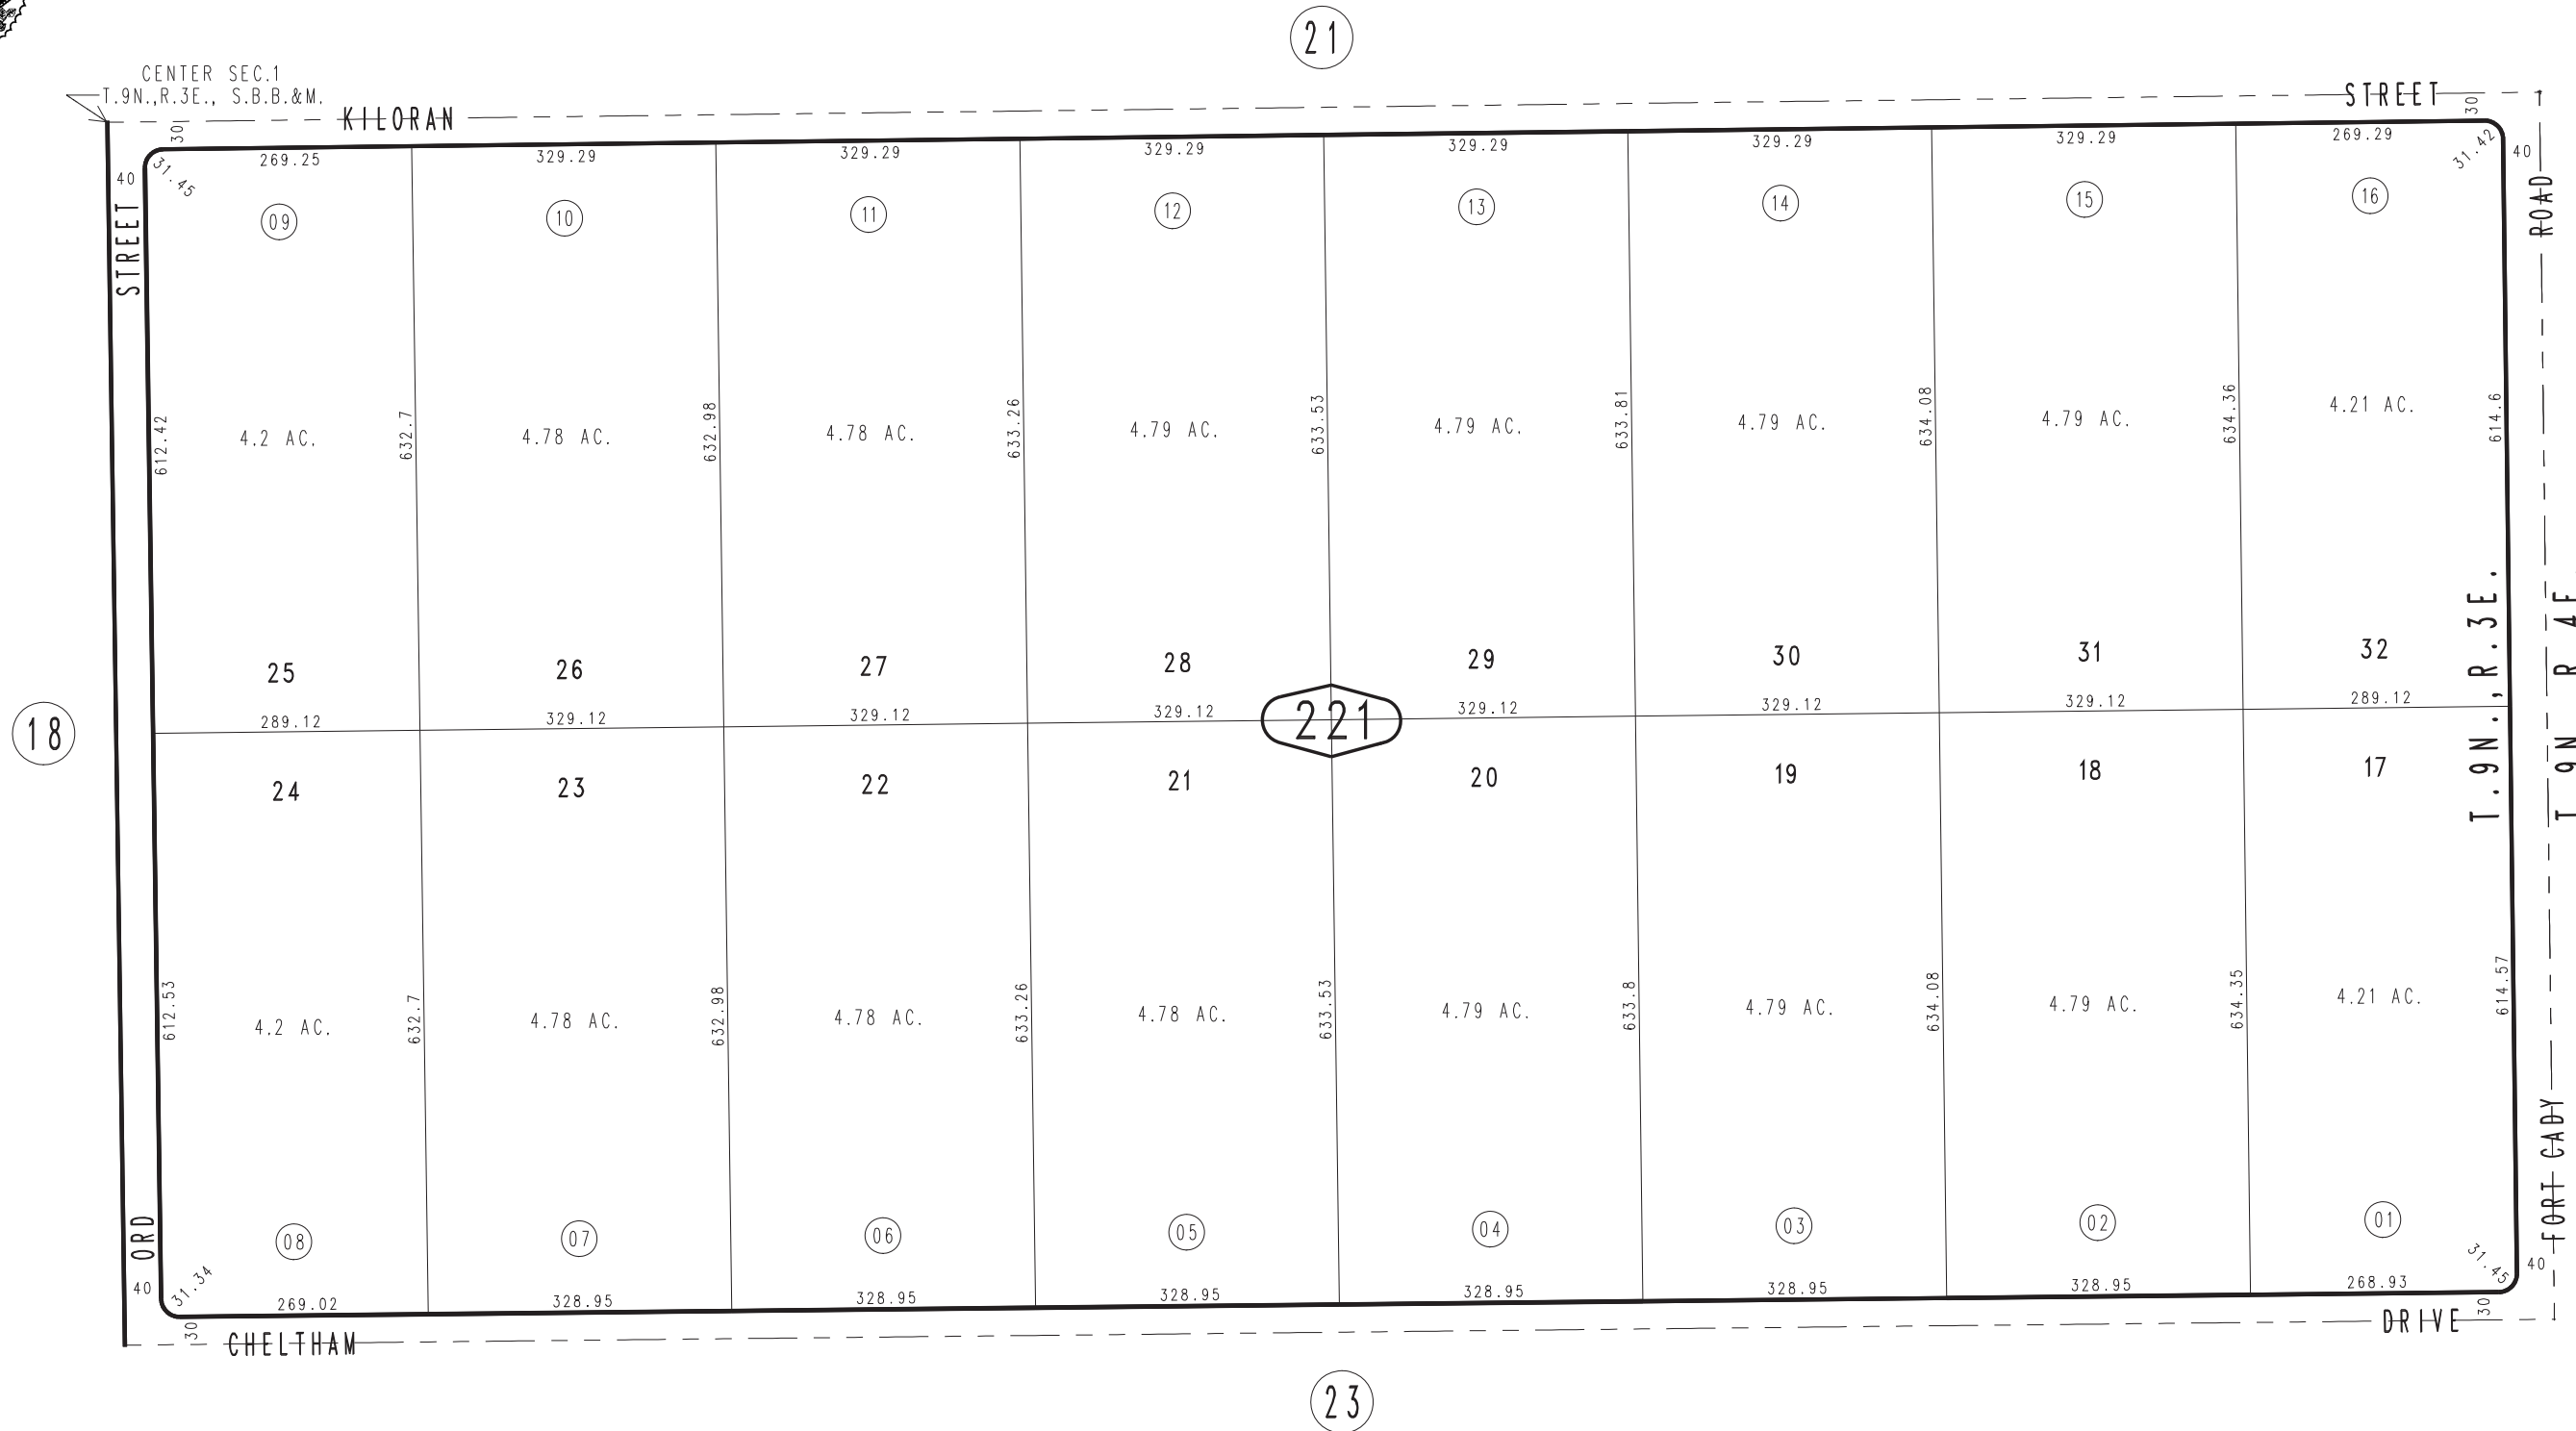 21
CENTER SEC.1
T.9N.,R.3E., S.B.B.&M.
KILORAN STREET
30 30
269.25 329.29 329.29 329.29 329.29 329.29 329.29 269.29
40 31.45 31.42 40
STREET ROAD
09 10 11 12 13 14 15 16
612.42 632.7 632.98 633.26 633.53 633.81 634.08 634.36 614.6
4.2 AC. 4.78 AC. 4.78 AC. 4.79 AC. 4.79 AC. 4.79 AC. 4.79 AC. 4.21 AC.
25 26 27 28 29 30 31 32
289.12 329.12 329.12 329.12 329.12 329.12 329.12 289.12
18
221
T.9N.,R.3E.
T 9N R 4E
24 23 22 21 20 19 18 17
612.53 632.7 632.98 633.26 633.53 633.8 634.08 634.35 614.57
4.2 AC. 4.78 AC. 4.78 AC. 4.78 AC. 4.79 AC. 4.79 AC. 4.79 AC. 4.21 AC.
ORD FORT CADY
08 07 06 05 04 03 02 01
40 31.34 31.45 40
269.02 328.95 328.95 328.95 328.95 328.95 328.95 268.93
30 30
CHELTHAM DRIVE
23